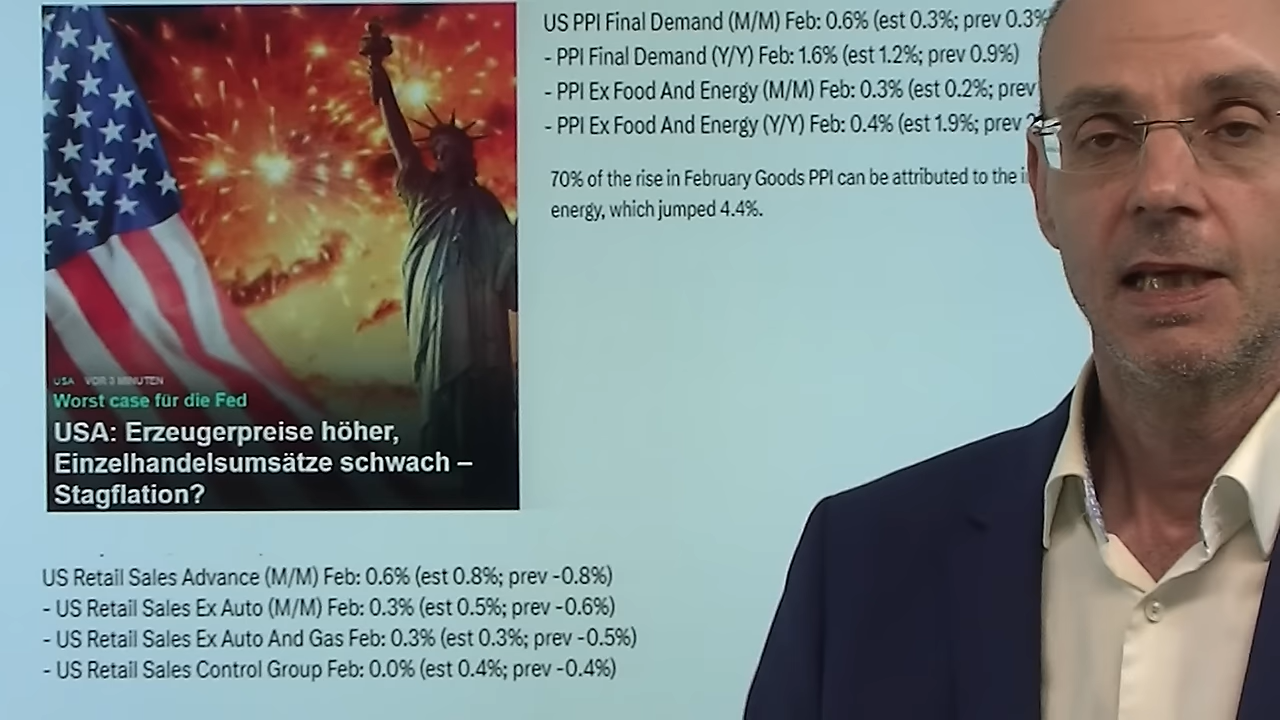 US PPI Final Demand (M/M) Feb: 0.6% (est 0.3%; prev 0.3%
- PPI Final Demand (Y/Y) Feb: 1.6% (est 1.2%; prev 0.9%)
- PPI Ex Food And Energy (M/M) Feb: 0.3% (est 0.2%; prev
- PPI Ex Food And Energy (Y/Y) Feb: 0.4% (est 1.9%; prev
70% of the rise in February Goods PPI can be attributed to the
energy, which jumped 4.4%.
USA VOR 3 MINUTEN
Worst case für die Fed
USA: Erzeugerpreise höher,
Einzelhandelsumsätze schwach –
Stagflation?
US Retail Sales Advance (M/M) Feb: 0.6% (est 0.8%; prev -0.8%)
- US Retail Sales Ex Auto (M/M) Feb: 0.3% (est 0.5%; prev -0.6%)
- US Retail Sales Ex Auto And Gas Feb: 0.3% (est 0.3%; prev -0.5%)
- US Retail Sales Control Group Feb: 0.0% (est 0.4%; prev -0.4%)